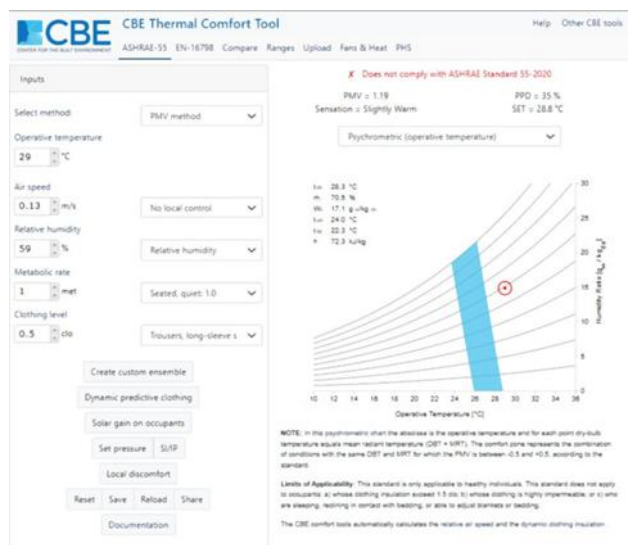 CBE
CENTER FOR THE BUILT ENVIRONMENT
CBE Thermal Comfort Tool
Help Other CBE tools
ASHRAE-55 EN-16798 Compare Ranges Upload Fans & Heat PHS
Inputs
Select method:
PMV method
Operative temperature
29 °C
Air speed
0.13 m/s
No local control
Relative humidity
59 %
Relative humidity
Metabolic rate
1 met
Seated, quiet: 1.0
Clothing level
0.5 clo
Trousers, long-sleeve s
Create custom ensemble
Dynamic predictive clothing
Solar gain on occupants
Set pressure SI/IP
Local discomfort
Reset Save Reload Share
Documentation
✗ Does not comply with ASHRAE Standard 55-2020
PMV = 1.19 PPD = 35 %
Sensation = Slightly Warm SET = 28.8 °C
Psychrometric (operative temperature)
28.3 °C
70.9 %
17.1
24.0 °C
22.3 °C
h 72.3 kJ/kg
30
25
20
15
10
5
0
Humidity Ratio
10 12 14 16 18 20 22 24 26 28 30 32 34 36
Operative Temperature [°C]
NOTE: In this psychrometric chart the abscissa is the operative temperature and for each point dry-bulb
temperature equals mean radiant temperature (DBT = MRT). The comfort zone represents the combination
of conditions with the same DBT and MRT for which the PMV is between -0.5 and +0.5, according to the
standard.
Limits of Applicability: This standard is only applicable to healthy individuals. This standard does not apply
to occupants: a) whose clothing insulation exceed 1.5 clo; b) whose clothing is highly impermeable; or c) who
are sleeping, reclining in contact with bedding, or able to adjust blankets or bedding.
The CBE comfort tools automatically calculates the relative air speed and the dynamic clothing insulation